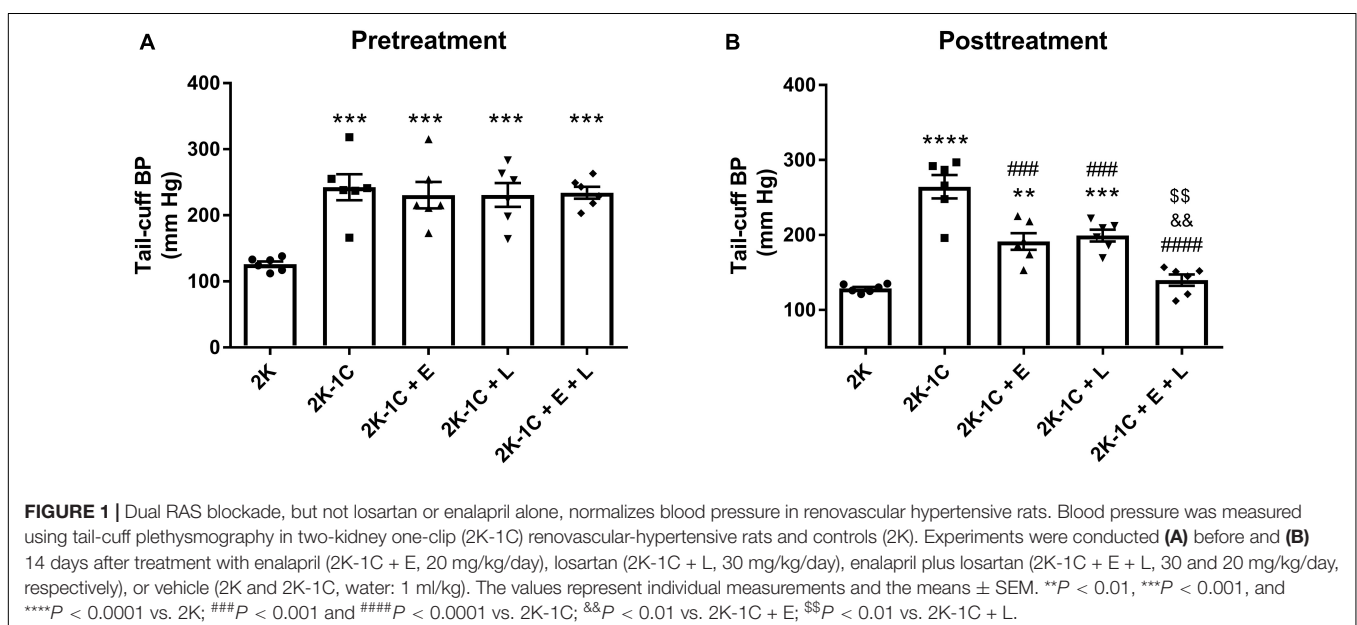 A
Pretreatment
Tail-cuff BP
(mm Hg)
400
300
200
100
0
*** *** *** ***
2K
2K-1C
2K-1C + E
2K-1C + L
2K-1C + E + L
B
Posttreatment
Tail-cuff BP
(mm Hg)
400
300
200
100
****
###
**
###
***
$$
&&
####
2K
2K-1C
2K-1C + E
2K-1C + L
2K-1C + E + L
FIGURE 1 | Dual RAS blockade, but not losartan or enalapril alone, normalizes blood pressure in renovascular hypertensive rats. Blood pressure was measured
using tail-cuff plethysmography in two-kidney one-clip (2K-1C) renovascular-hypertensive rats and controls (2K). Experiments were conducted (A) before and (B)
14 days after treatment with enalapril (2K-1C + E, 20 mg/kg/day), losartan (2K-1C + L, 30 mg/kg/day), enalapril plus losartan (2K-1C + E + L, 30 and 20 mg/kg/day,
respectively), or vehicle (2K and 2K-1C, water: 1 ml/kg). The values represent individual measurements and the means ± SEM. **P < 0.01, ***P < 0.001, and
****P < 0.0001 vs. 2K; ###P < 0.001 and ####P < 0.0001 vs. 2K-1C; &&P < 0.01 vs. 2K-1C + E; $$P < 0.01 vs. 2K-1C + L.